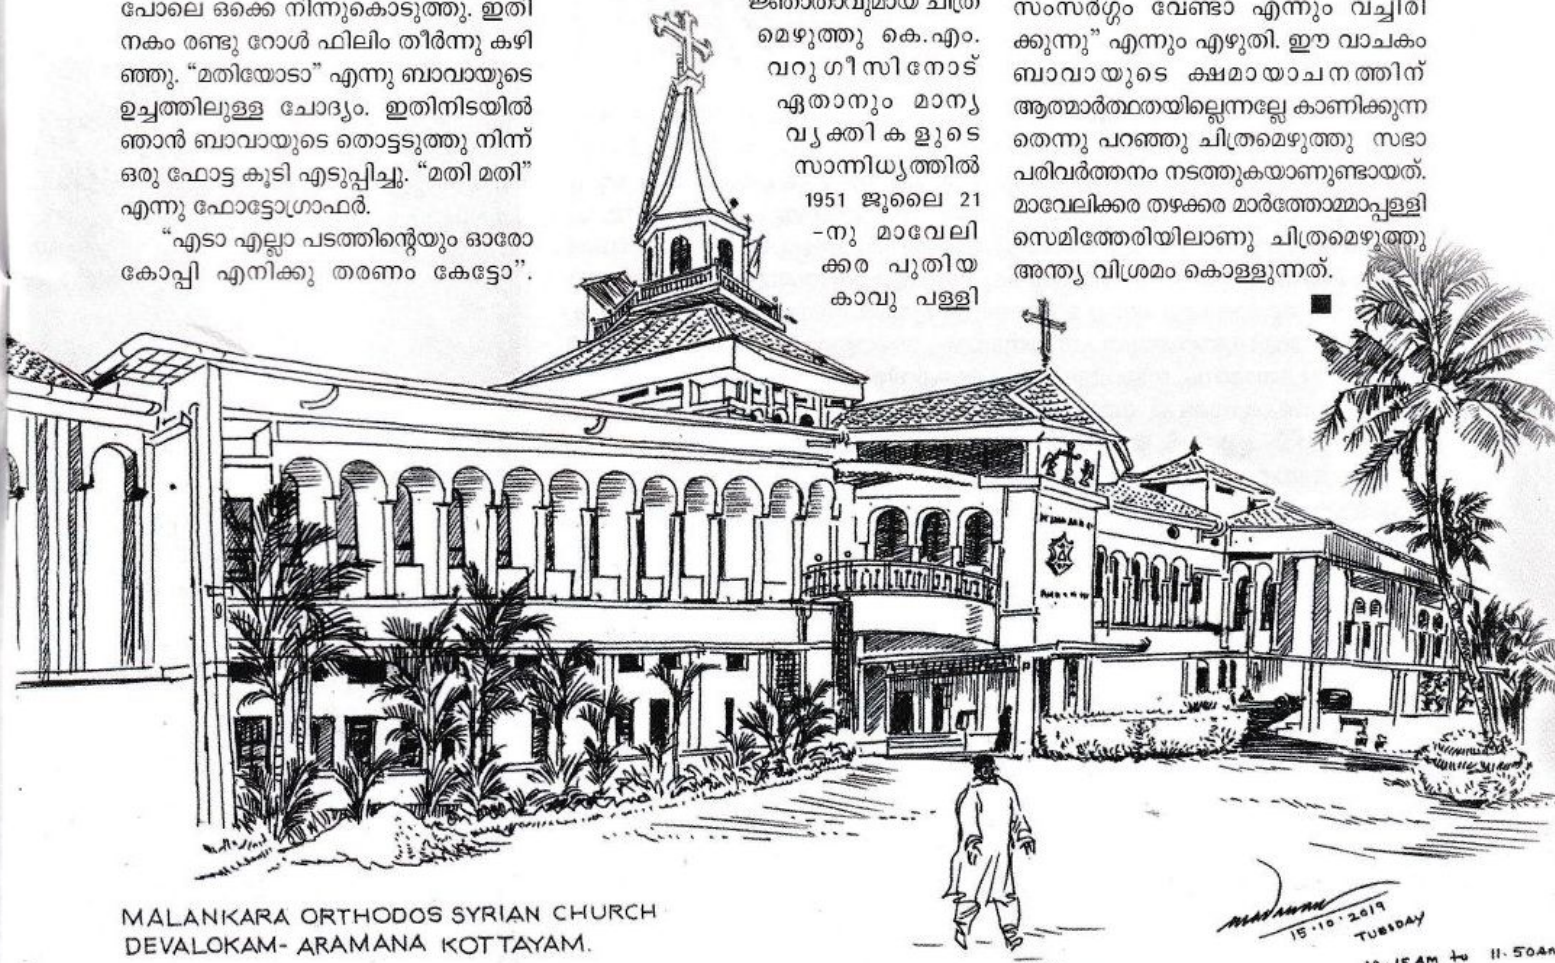 പോലെ ഒക്കെ നിന്നുകൊടുത്തു. ഇതി
നകം രണ്ടു റോൾ ഫിലിം തീർന്നു കഴി
ഞ്ഞു. “മതിയോടാ” എന്നു ബാവായുടെ
ഉച്ചത്തിലുള്ള ചോദ്യം. ഇതിനിടയിൽ
ഞാൻ ബാവായുടെ തൊട്ടടുത്തു നിന്ന്
ഒരു ഫോട്ട കൂടി എടുപ്പിച്ചു. “മതി മതി”
എന്നു ഫോട്ടോഗ്രാഫർ.
“എടാ എല്ലാ പടത്തിന്റെയും ഓരോ
കോപ്പി എനിക്കു തരണം കേട്ടോ”.
ജ്ഞാതാവുമായ ചിത്ര
മെഴുത്തു കെ.എം.
വറുഗീസിനോട്
ഏതാനും മാന്യ
വ്യക്തികളുടെ
സാന്നിധ്യത്തിൽ
1951 ജൂലൈ 21
-നു മാവേലി
ക്കര പുതിയ
കാവു പള്ളി
സംസർഗ്ഗം വേണ്ടാ എന്നും വച്ചിരി
ക്കുന്നു” എന്നും എഴുതി. ഈ വാചകം
ബാവായുടെ ക്ഷമായാചനത്തിന്
ആത്മാർത്ഥതയില്ലെന്നല്ലേ കാണിക്കുന്ന
തെന്നു പറഞ്ഞു ചിത്രമെഴുത്തു സഭാ
പരിവർത്തനം നടത്തുകയാണുണ്ടായത്.
മാവേലിക്കര തഴക്കര മാർത്തോമ്മാപ്പള്ളി
സെമിത്തേരിയിലാണു ചിത്രമെഴുത്തു
അന്ത്യ വിശ്രമം കൊള്ളുന്നത്.
MALANKARA ORTHODOS SYRIAN CHURCH
DEVALOKAM- ARAMANA KOTTAYAM.
15.10.2019
TUESDAY
15AM to 11.50AM